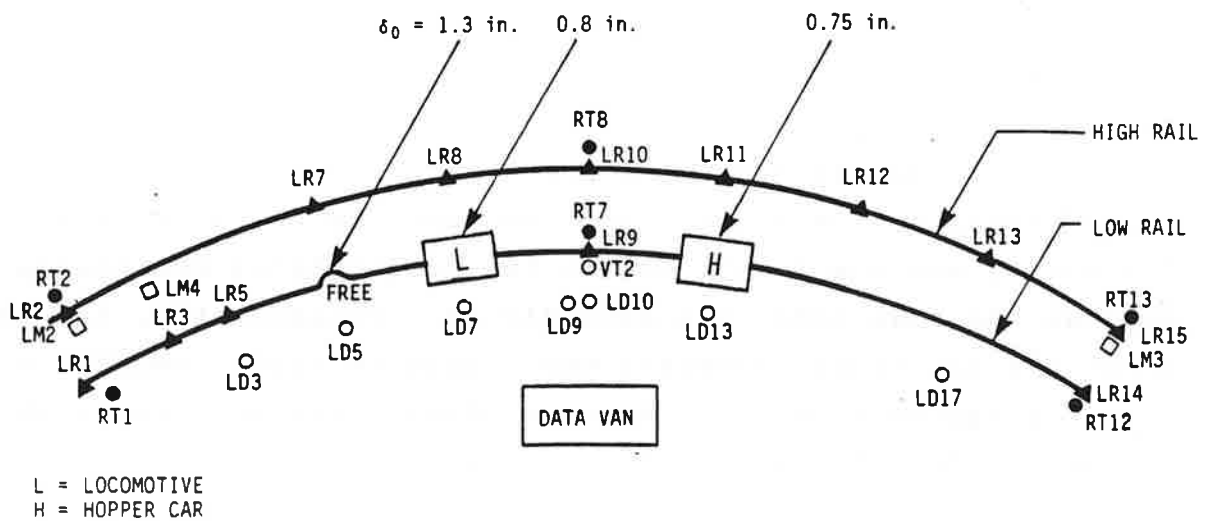 δ₀ = 1.3 in. 0.8 in. 0.75 in.
RT8
HIGH RAIL
LR8 LR10 LR11
LR7 LR12
RT7
LR9 LOW RAIL
L H
VT2 LR13
RT2 LM4 FREE
LR2 LR5 LD10 RT13
LM2 LR3 LD7 LD9 LD13 LR15
LD5 LM3
LR1 LD3
LD17 LR14
RT1 DATA VAN RT12
L = LOCOMOTIVE
H = HOPPER CAR